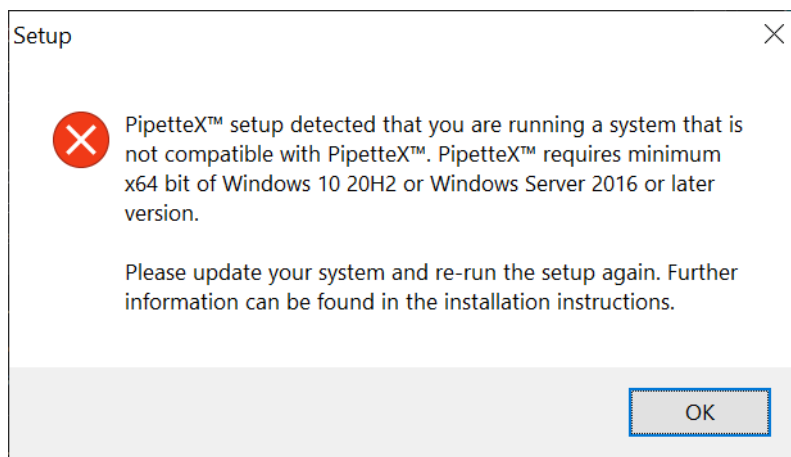 Setup
PipetteX™ setup detected that you are running a system that is
not compatible with PipetteX™. PipetteX™ requires minimum
x64 bit of Windows 10 20H2 or Windows Server 2016 or later
version.
Please update your system and re-run the setup again. Further
information can be found in the installation instructions.
OK